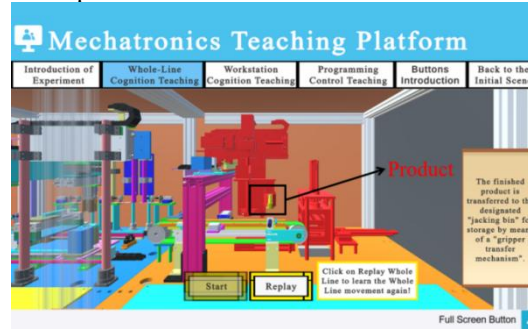 Mechatronics Teaching Platform
Introduction of
Experiment
Whole-Line
Cognition Teaching
Workstation
Cognition Teaching
Programming
Control Teaching
Buttons
Introduction
Back to the
Initial Scene
Product
The finished
product is
transferred to the
designated
"jacking bin" for
storage by means
of a "gripper
transfer
mechanism".
Start
Replay
Click on Replay Whole
Line to learn the Whole
Line movement again!
Full Screen Button